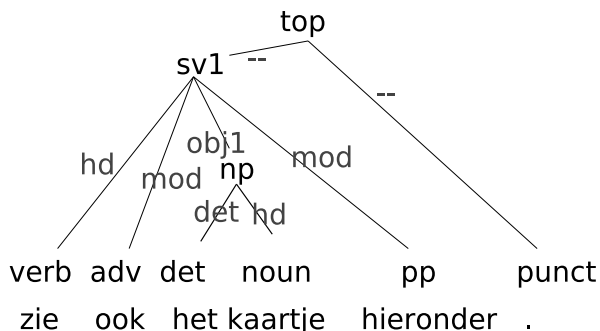 top
sv1 --
--
obj1
hd mod np mod
det hd
verb adv det noun pp punct
zie ook het kaartje hieronder .